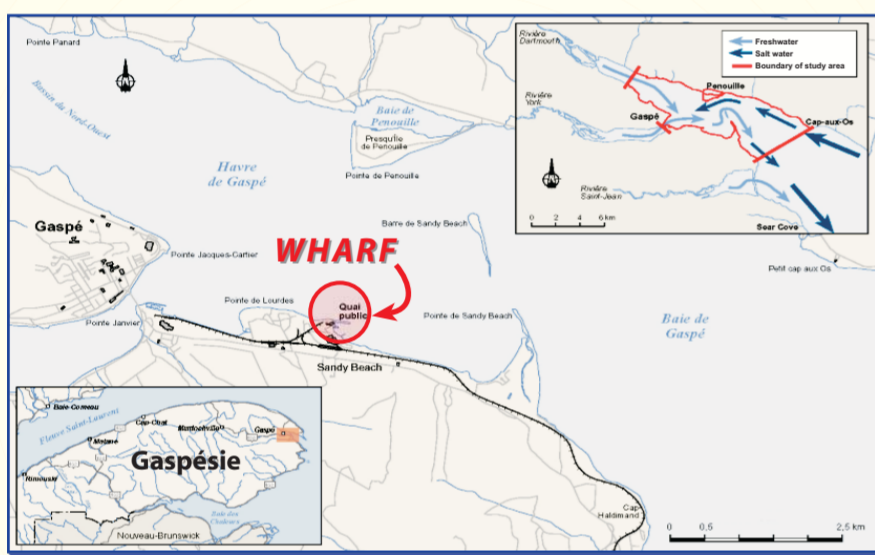 Pointe Panard
Bassin du Nord-Ouest
Baie de
Penouille
Presqu'île
de Penouille
Pointe de Penouille
Havre
de Gaspé
Gaspé
Barre de Sandy Beach
Pointe Jacques-Cartier
WHARF
Quai
public
Pointe de Lourdes
Pointe de Sandy Beach
Pointe Janvier
Sandy Beach
Baie de
Gaspé
Cap
Haldimand
0 0,5 2,5 km
Rivière
Dartmouth
Freshwater
Salt water
Boundary of study area
Penouille
Rivière
York
Gaspé
Cap-aux-Os
Rivière
Saint-Jean
0 2 4 6 km
Seal Cove
Petit cap aux Os
Baie-Comeau
Fleuve Saint-Laurent
Cap-Chat
Murdochville
Gaspé
Matane
Gaspésie
Rimouski
Baie des
Chaleurs
Nouveau-Brunswick